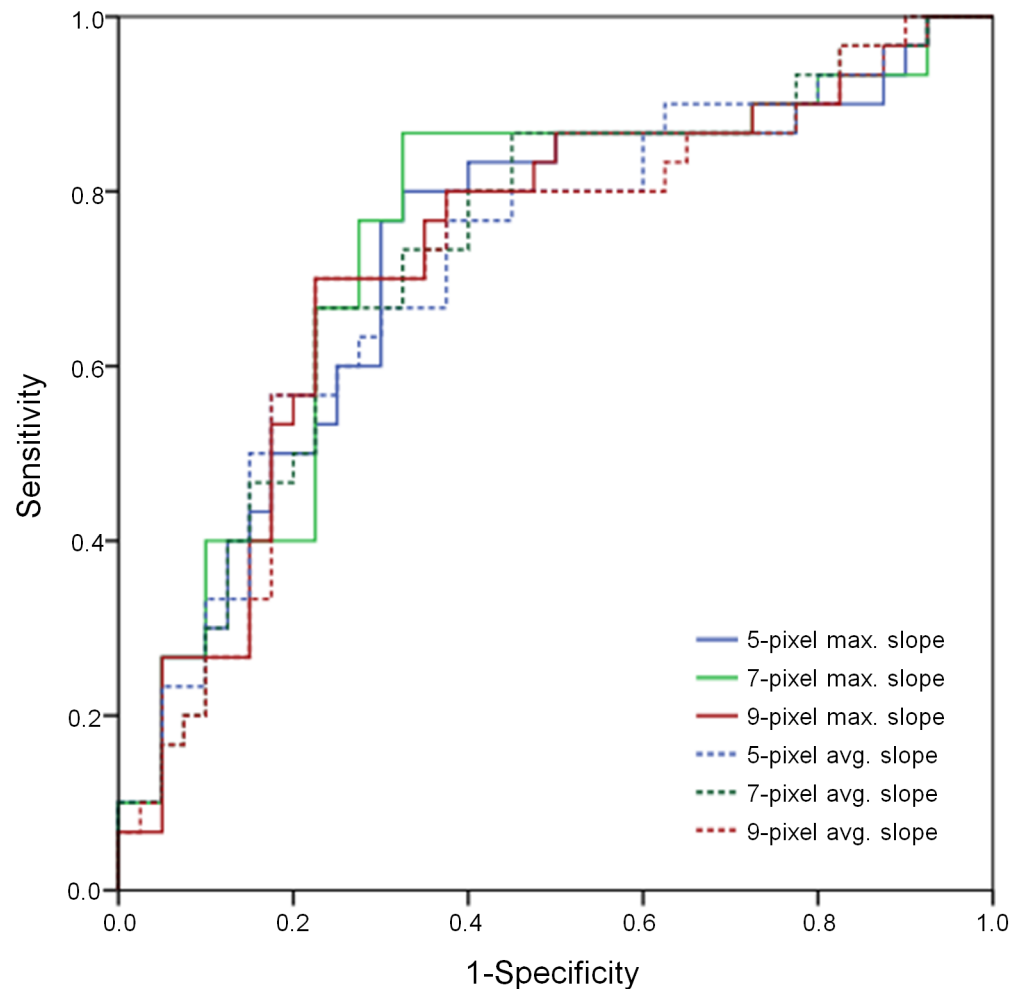 1.0
0.8
0.6
0.4
0.2
0.0
Sensitivity
0.0 0.2 0.4 0.6 0.8 1.0
1-Specificity
5-pixel max. slope
7-pixel max. slope
9-pixel max. slope
5-pixel avg. slope
7-pixel avg. slope
9-pixel avg. slope